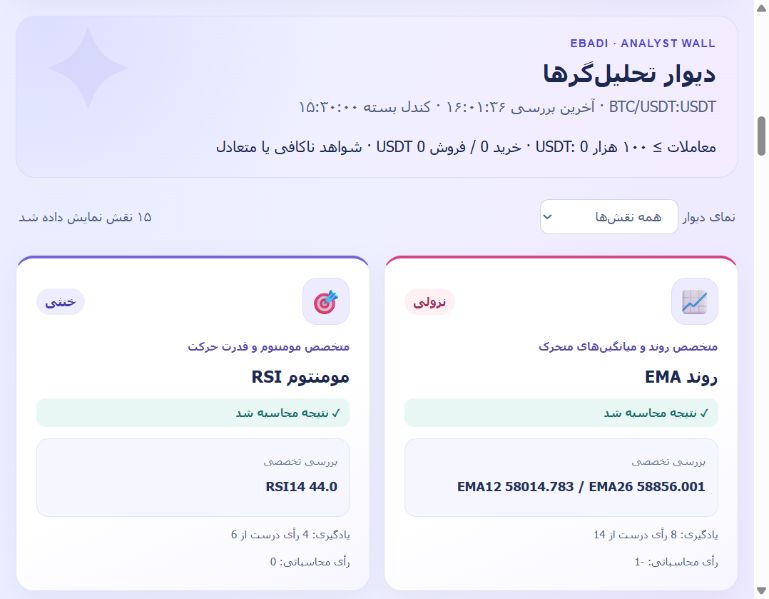 EBADI · ANALYST WALL
دیوار تحلیل‌گرها
BTC/USDT:USDT · آخرین بررسی ۱۶:۰۱:۳۶ · کندل بسته ۱۵:۳۰:۰۰
معاملات ≥ ۱۰۰ هزار USDT: 0 · خرید 0 / فروش 0 USDT · شواهد ناکافی یا متعادل
نمای دیوار همه نقش‌ها ۱۵ نقش نمایش داده شد
نزولی
متخصص روند و میانگین‌های متحرک
روند EMA
✓ نتیجه محاسبه شد
بررسی تخصصی
EMA12 58014.783 / EMA26 58856.001
یادگیری: 8 رأی درست از 14
رأی محاسباتی: -1
خنثی
متخصص مومنتوم و قدرت حرکت
مومنتوم RSI
✓ نتیجه محاسبه شد
بررسی تخصصی
RSI14 44.0
یادگیری: 4 رأی درست از 6
رأی محاسباتی: 0